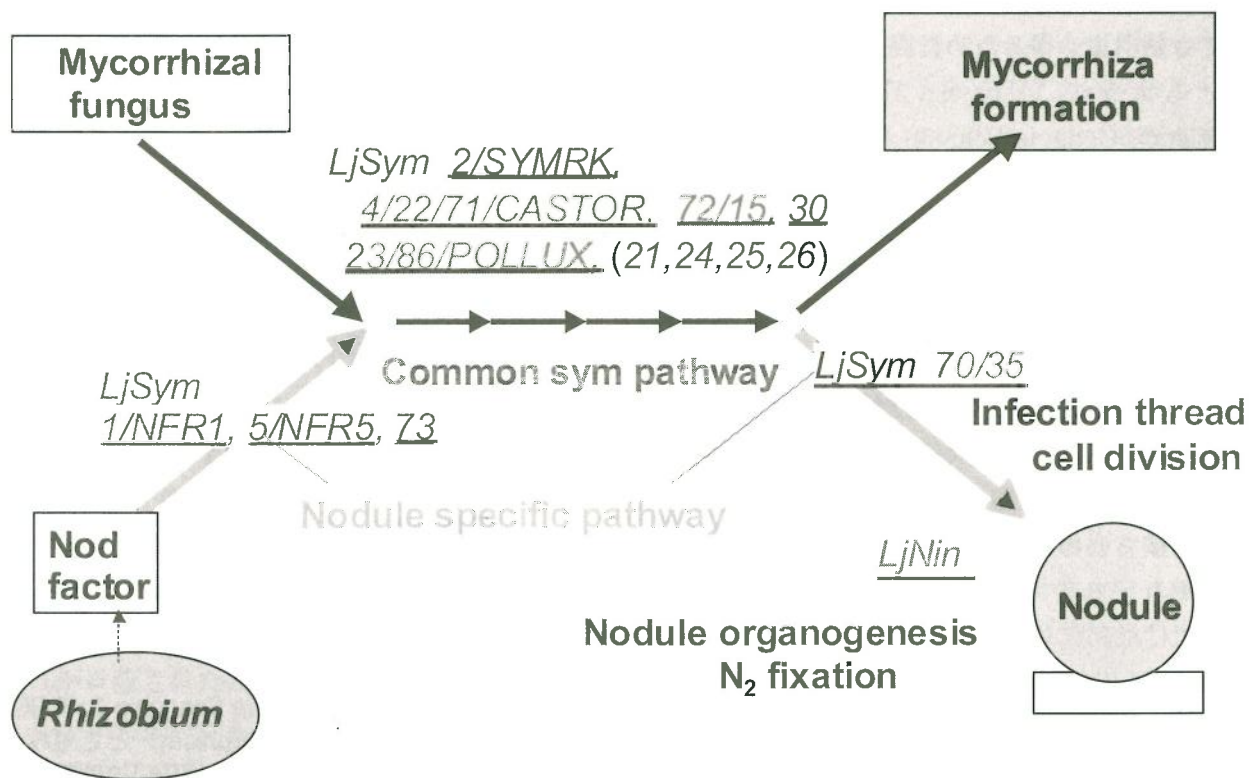 Mycorrhizal
fungus
Mycorrhiza
formation
LjSym 2/SYMRK,
4/22/71/CASTOR. 72/15, 30
23/86/POLLUX, (21,24,25,26)
Common sym pathway
LjSym 70/35
LjSym
1/NFR1, 5/NFR5, 73
Infection thread
cell division
Nodule specific pathway
Nod
factor
LjNin
Nodule
Nodule organogenesis
N₂ fixation
Rhizobium